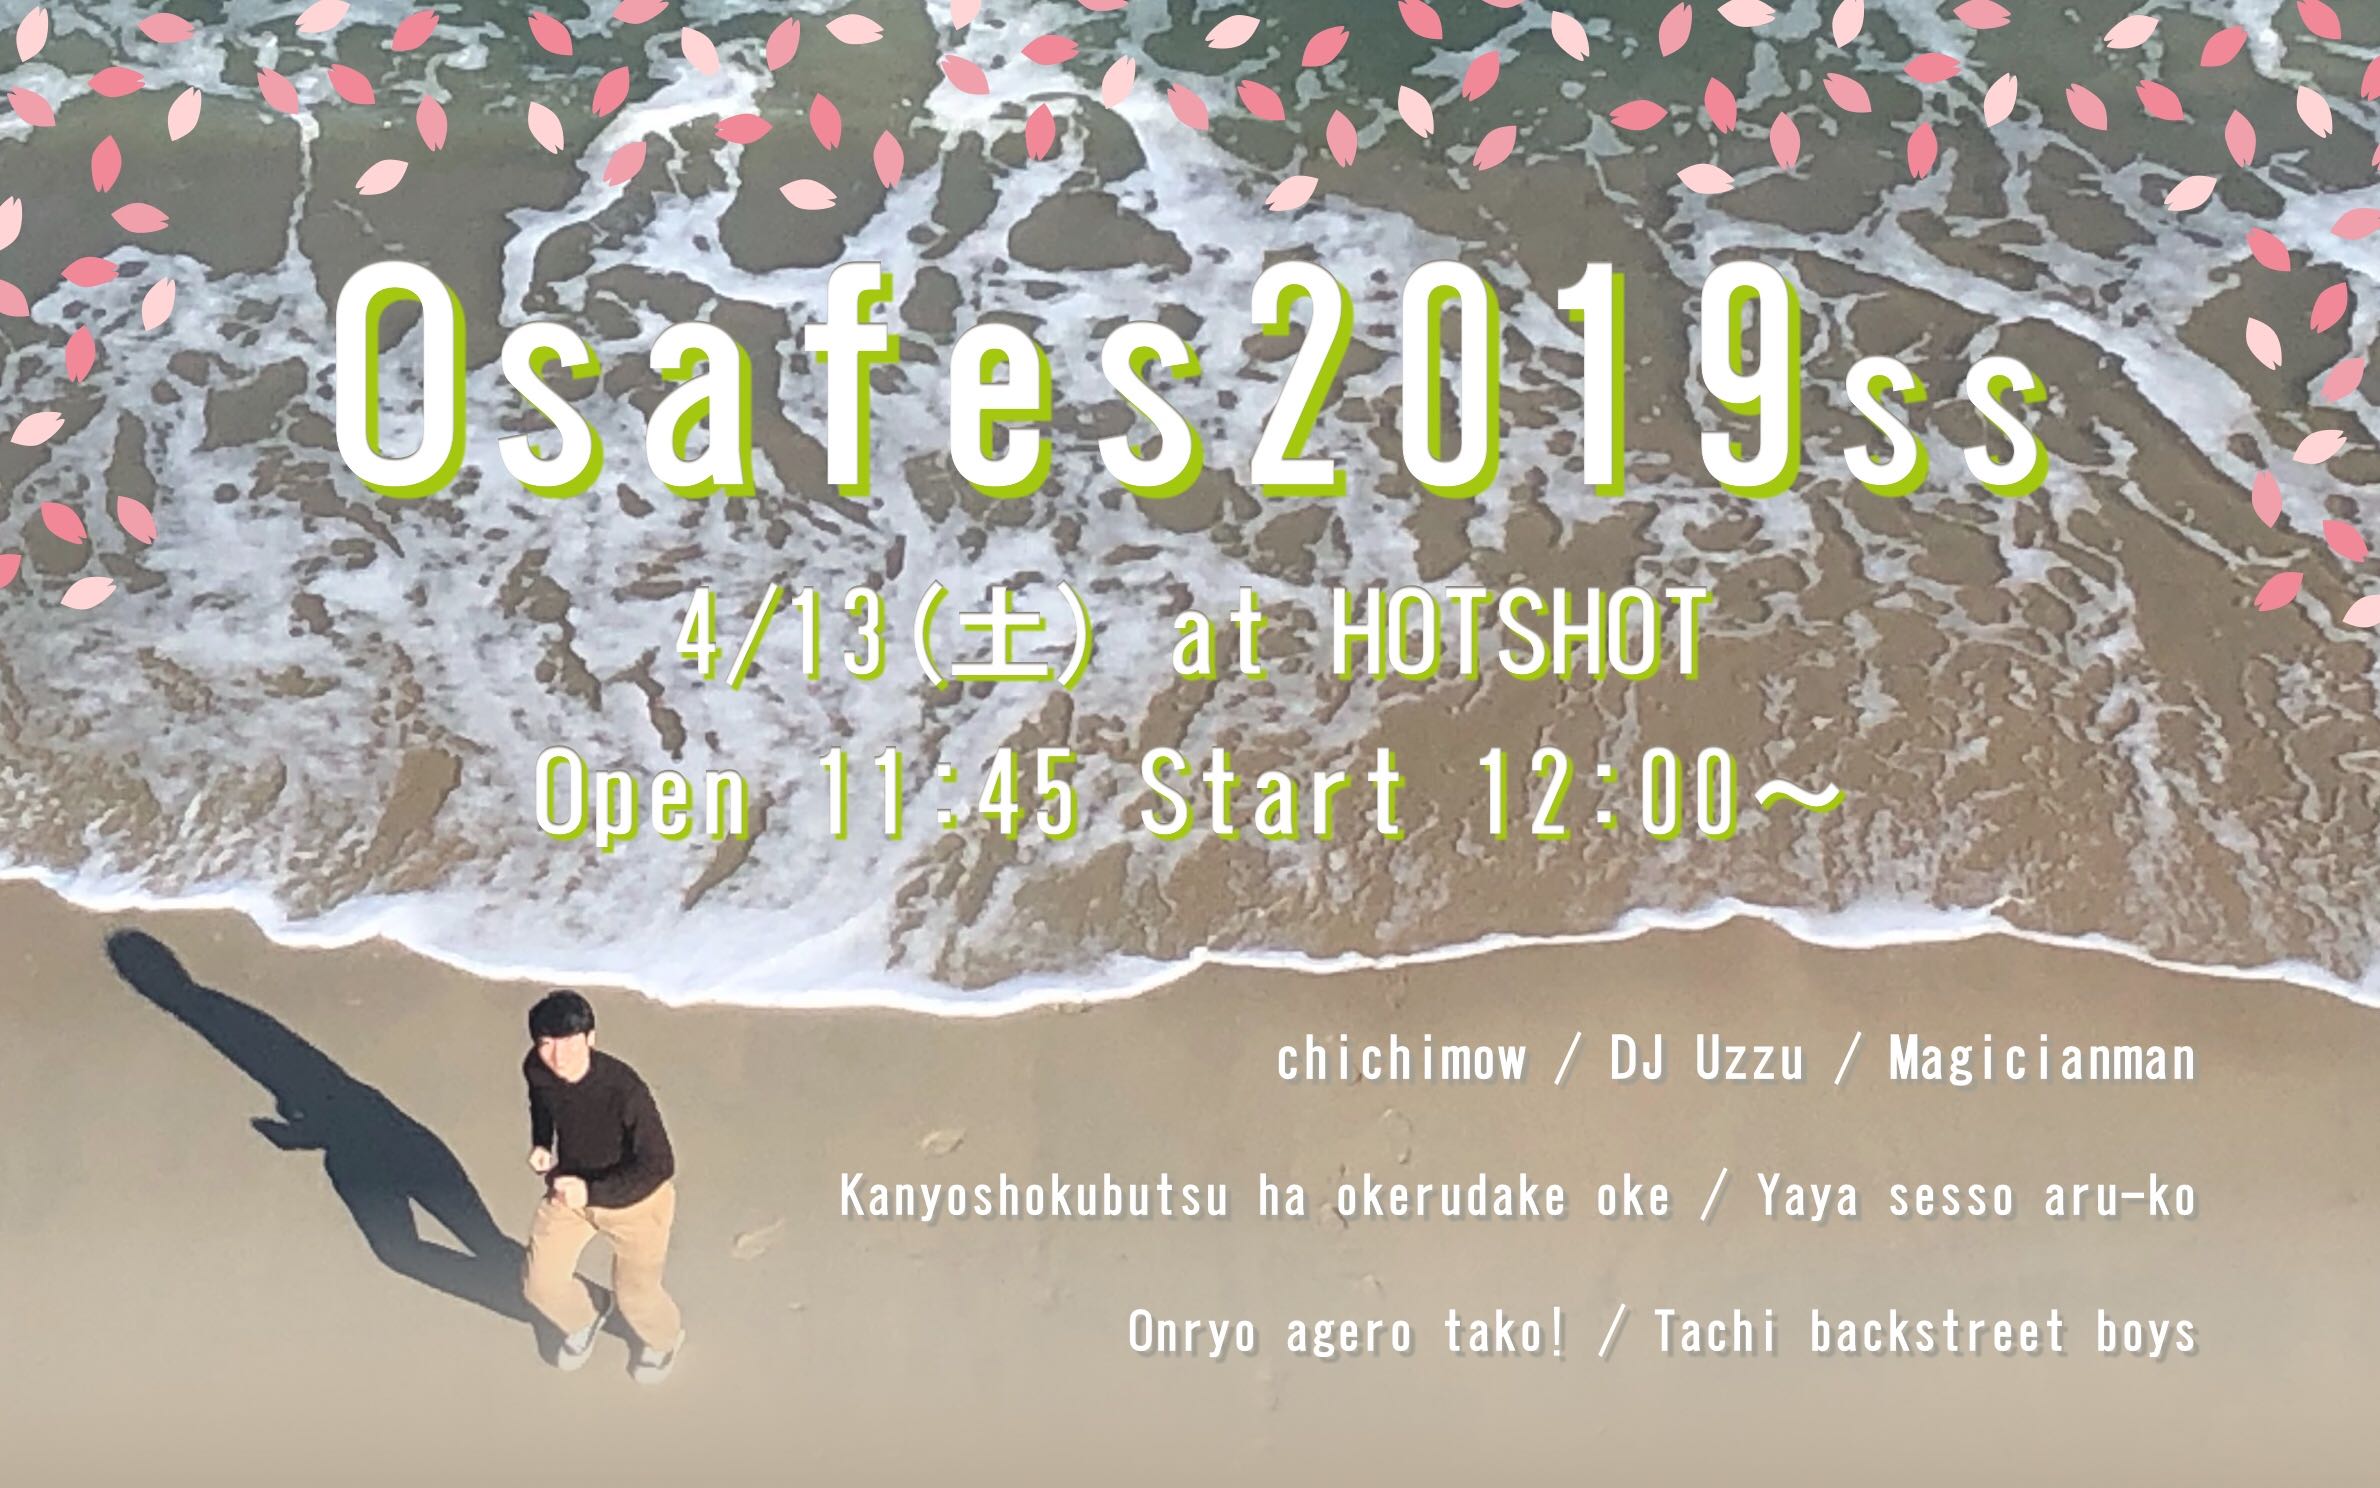 Osafes2019ss
4/13(土) at HOTSHOT
Open 11:45 Start 12:00～
chichimow / DJ Uzzu / Magicianman
Kanyoshokubutsu ha okerudake oke / Yaya sesso aru-ko
Onryo agero tako! / Tachi backstreet boys